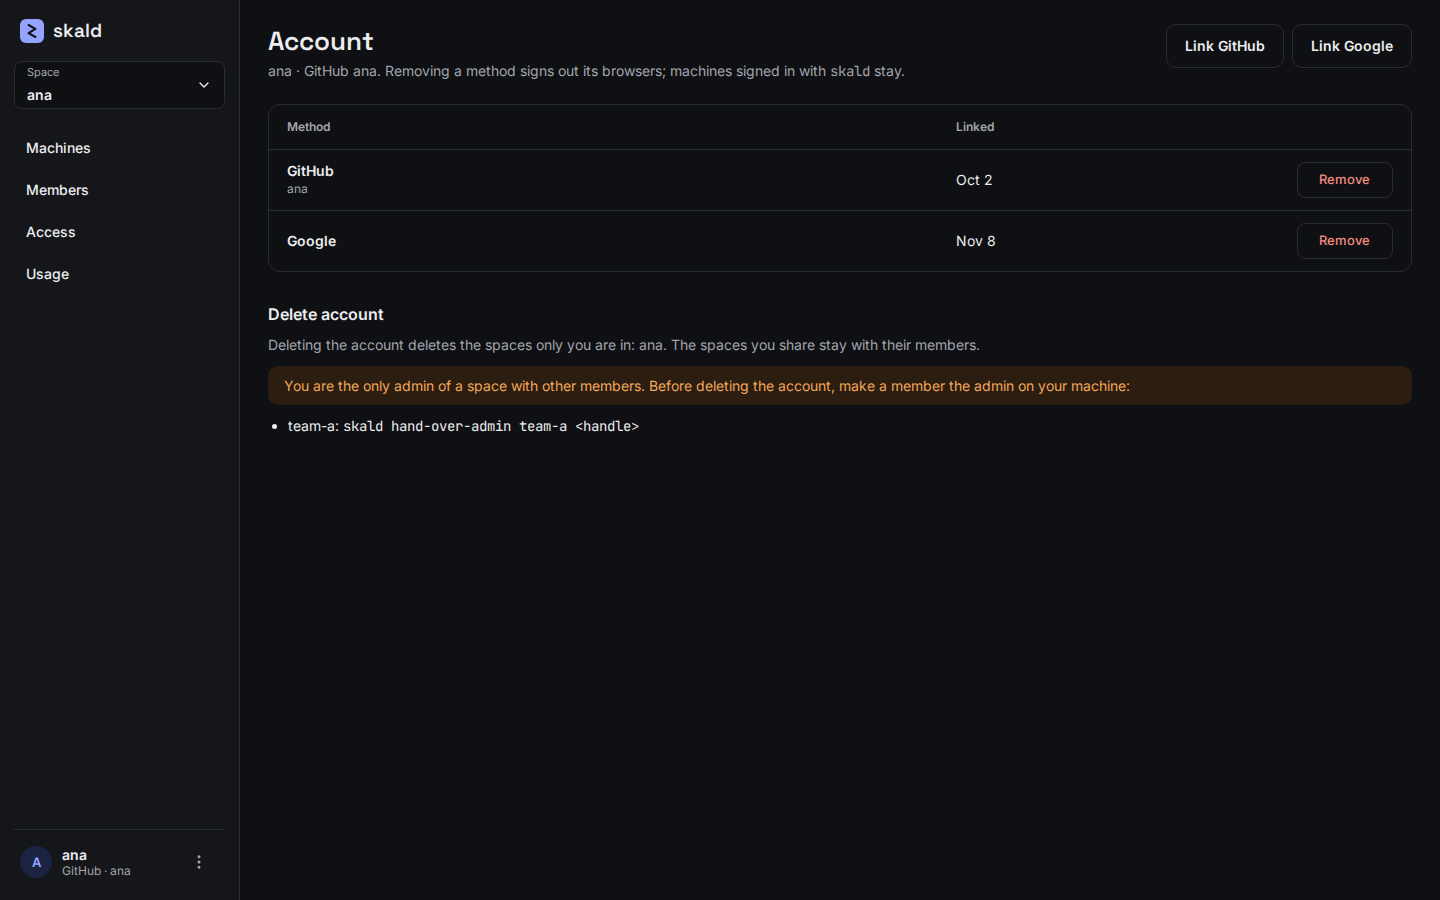 skald
Space
ana
Machines
Members
Access
Usage
A
ana
GitHub · ana
Account
ana · GitHub ana. Removing a method signs out its browsers; machines signed in with skald stay.
Link GitHub
Link Google
Method
Linked
GitHub
ana
Oct 2
Remove
Google
Nov 8
Remove
Delete account
Deleting the account deletes the spaces only you are in: ana. The spaces you share stay with their members.
You are the only admin of a space with other members. Before deleting the account, make a member the admin on your machine:
• team-a: skald hand-over-admin team-a <handle>